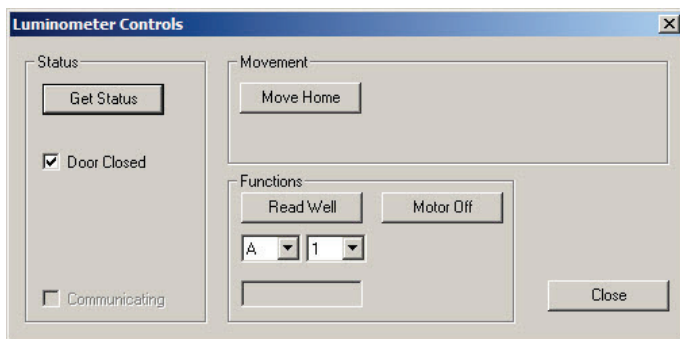 Luminometer Controls
Status
Get Status
Door Closed
Communicating
Movement
Move Home
Functions
Read Well
Motor Off
A
1
Close